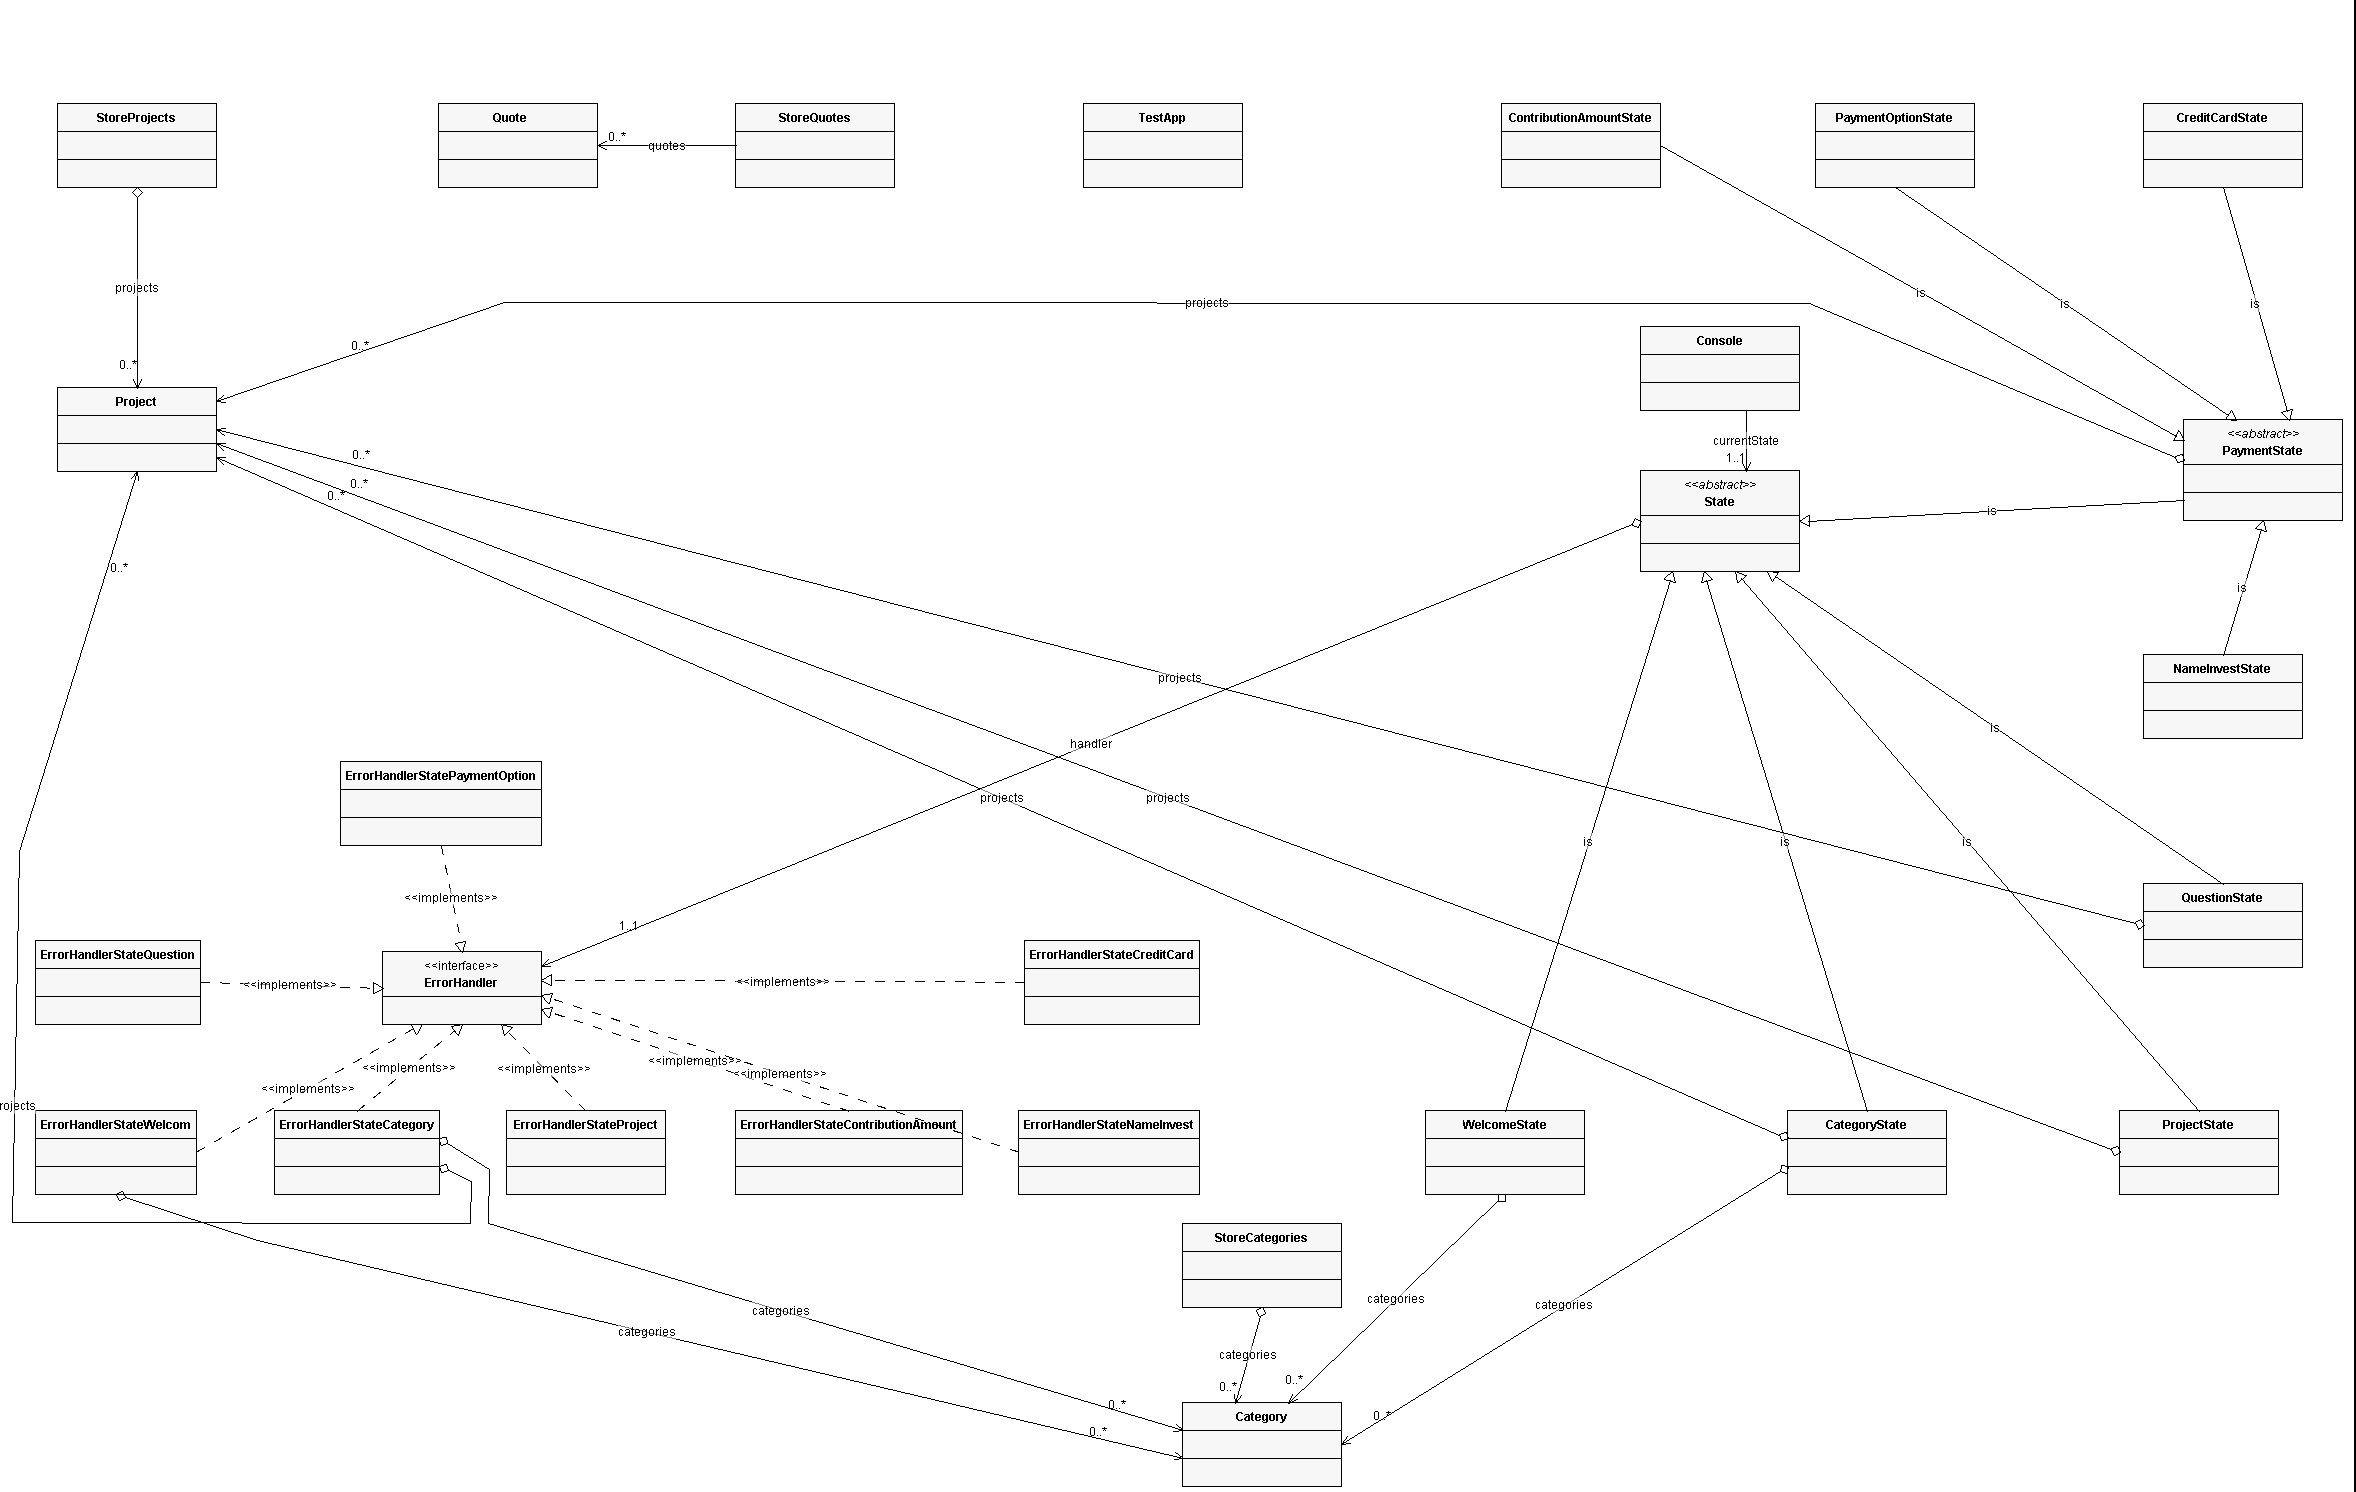 StoreProjects
Quote
StoreQuotes
TestApp
ContributionAmountState
PaymentOptionState
CreditCardState
0..*
quotes
projects
projects
is
is
is
0..*
0..*
Console
Project
currentState
1..1
<<abstract>>
PaymentState
<<abstract>>
State
is
0..*
0..*
0..*
0..*
is
NameInvestState
projects
is
handler
ErrorHandlerStatePaymentOption
projects
projects
is
is
is
<<implements>>
QuestionState
1..1
ErrorHandlerStateQuestion
<<interface>>
ErrorHandler
ErrorHandlerStateCreditCard
<<implements>>
<<implements>>
<<implements>>
<<implements>>
<<implements>>
<<implements>>
<<implements>>
rojects
ErrorHandlerStateWelcom
ErrorHandlerStateCategory
ErrorHandlerStateProject
ErrorHandlerStateContributionAmount
ErrorHandlerStateNameInvest
WelcomeState
CategoryState
ProjectState
StoreCategories
categories
categories
categories
categories
categories
0..*
0..*
0..*
0..*
0..*
Category